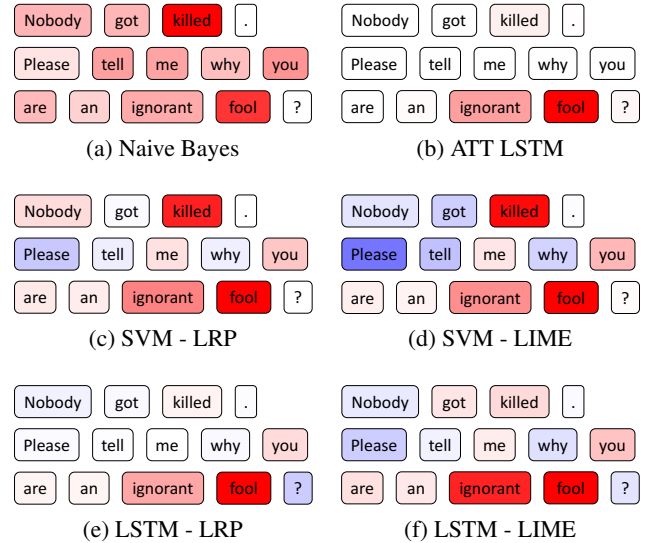 Nobody got killed .
Please tell me why you
are an ignorant fool ?
(a) Naive Bayes
Nobody got killed .
Please tell me why you
are an ignorant fool ?
(b) ATT LSTM
Nobody got killed .
Please tell me why you
are an ignorant fool ?
(c) SVM - LRP
Nobody got killed .
Please tell me why you
are an ignorant fool ?
(d) SVM - LIME
Nobody got killed .
Please tell me why you
are an ignorant fool ?
(e) LSTM - LRP
Nobody got killed .
Please tell me why you
are an ignorant fool ?
(f) LSTM - LIME